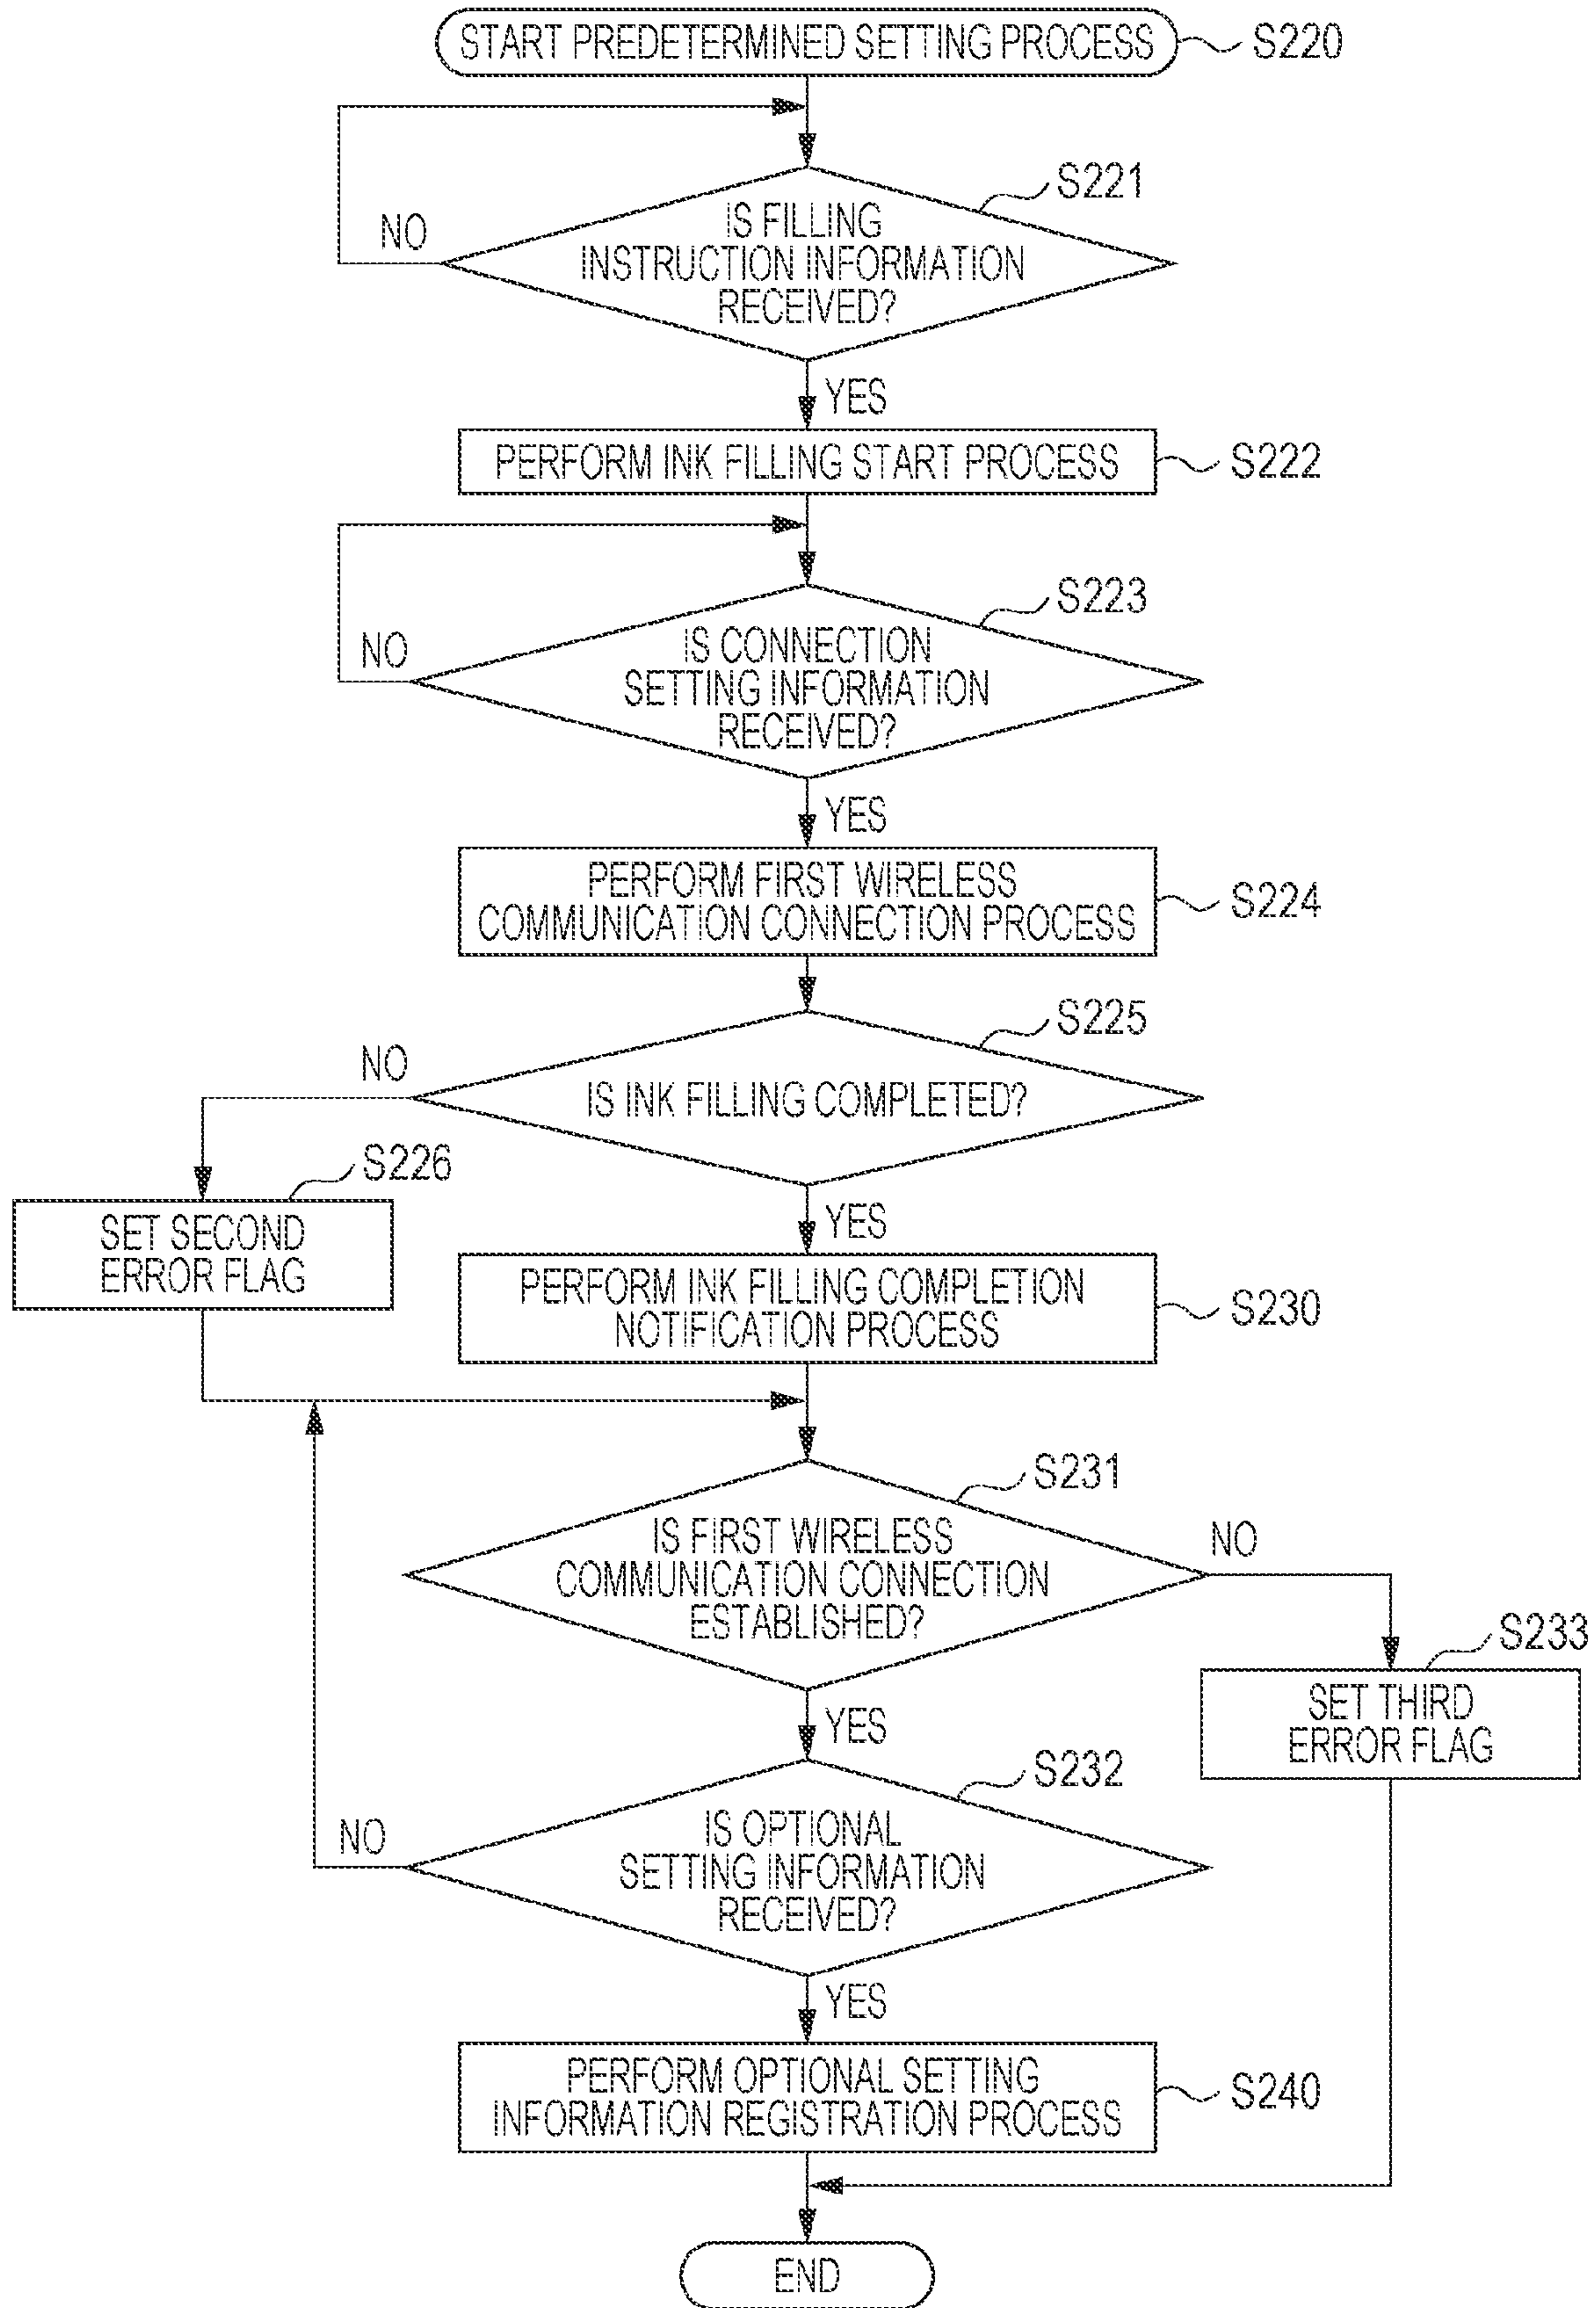 START PREDETERMINED SETTING PROCESS
S220
S221
IS FILLING
INSTRUCTION INFORMATION
RECEIVED?
NO
YES
PERFORM INK FILLING START PROCESS
S222
S223
IS CONNECTION
SETTING INFORMATION
RECEIVED?
NO
YES
PERFORM FIRST WIRELESS
COMMUNICATION CONNECTION PROCESS
S224
S225
NO
IS INK FILLING COMPLETED?
S226
SET SECOND
ERROR FLAG
YES
PERFORM INK FILLING COMPLETION
NOTIFICATION PROCESS
S230
S231
IS FIRST WIRELESS
COMMUNICATION CONNECTION
ESTABLISHED?
NO
S233
SET THIRD
ERROR FLAG
YES
S232
IS OPTIONAL
SETTING INFORMATION
RECEIVED?
NO
YES
PERFORM OPTIONAL SETTING
INFORMATION REGISTRATION PROCESS
S240
END